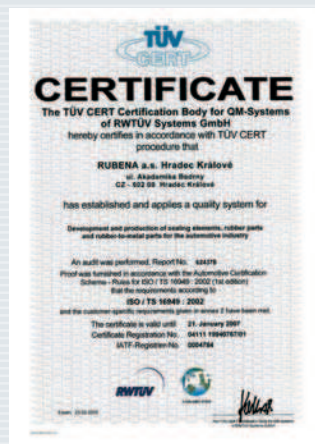 TÜV
CERT
CERTIFICATE
The TÜV CERT Certification Body for QM-Systems
of RWTÜV Systems GmbH
hereby certifies in accordance with TÜV CERT
procedure that
RUBENA a.s. Hradec Králové
ul. Akademika Bedrny
Hradec Králové
has established and applies a quality system for
Development and production of sealing elements, rubber parts
and rubber-to-metal parts for the automotive industry
An audit was performed, Report No.
Proof was furnished in accordance with the Automotive Certification
Scheme - Rules for ISO / TS 16949 : 2002 (1st edition)
that the requirements according to
ISO / TS 16949 : 2002
and the customer specific requirements given in annex 2 have been met.
The certificate is valid until 21. January 2007
Certificate Registration No.
IATF-Registration No.
RWTÜV